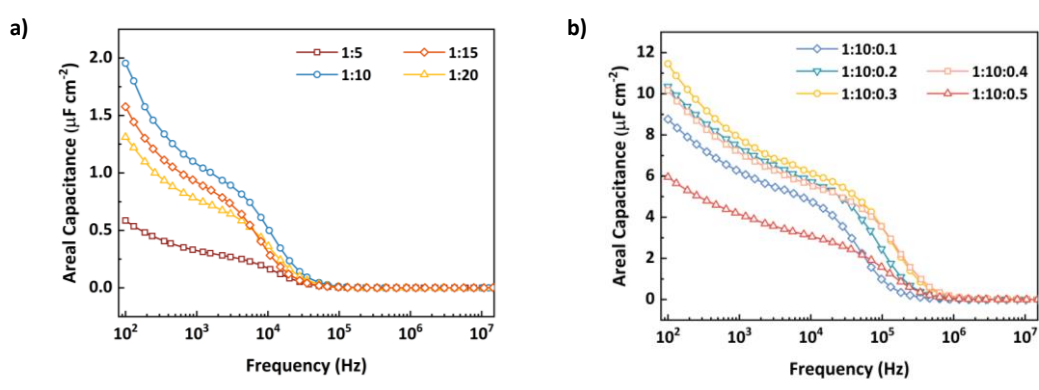 a)
2.0
1.5
1.0
0.5
0.0
Areal Capacitance (μF cm⁻²)
1:5
1:15
1:10
1:20
10² 10³ 10⁴ 10⁵ 10⁶ 10⁷
Frequency (Hz)
b)
12
10
8
6
4
2
0
Areal Capacitance (μF cm⁻²)
1:10:0.1
1:10:0.2
1:10:0.4
1:10:0.3
1:10:0.5
10² 10³ 10⁴ 10⁵ 10⁶ 10⁷
Frequency (Hz)